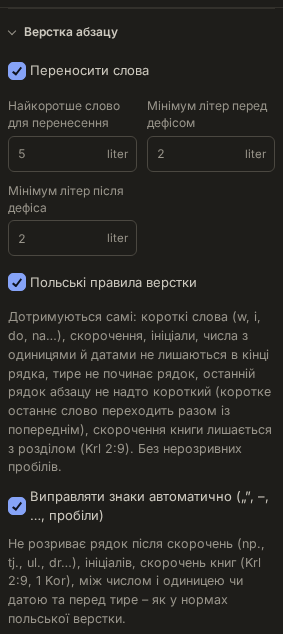 Верстка абзацу
Переносити слова
Найкоротше слово
для перенесення
Мінімум літер перед
дефісом
5 liter
2 liter
Мінімум літер після
дефіса
2 liter
Польські правила верстки
Дотримуються самі: короткі слова (w, i,
do, na...), скорочення, ініціали, числа з
одиницями й датами не лишаються в кінці
рядка, тире не починає рядок, останній
рядок абзацу не надто короткий (коротке
останнє слово переходить разом із
попереднім), скорочення книги лишається
з розділом (Krl 2:9). Без нерозривних
пробілів.
Виправляти знаки автоматично („”, –,
…, пробіли)
Не розриває рядок після скорочень (np.,
tj., ul., dr…), ініціалів, скорочень книг (Krl
2:9, 1 Kor), між числом і одиницею чи
датою та перед тире – як у нормах
польської верстки.